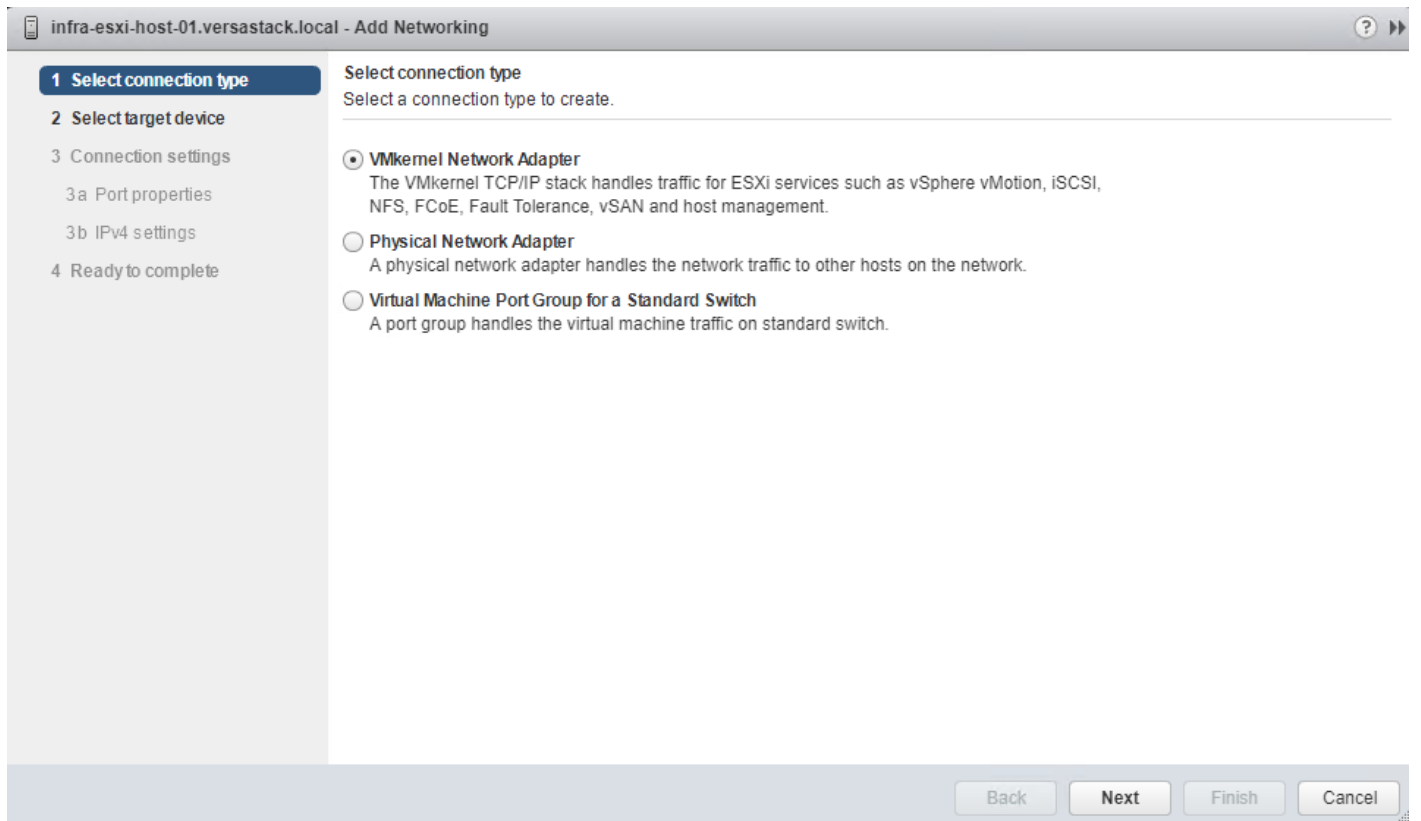 infra-esxi-host-01.versastack.local - Add Networking
?
1 Select connection type
2 Select target device
3 Connection settings
3a Port properties
3b IPv4 settings
4 Ready to complete
Select connection type
Select a connection type to create.
VMkernel Network Adapter
The VMkernel TCP/IP stack handles traffic for ESXi services such as vSphere vMotion, iSCSI,
NFS, FCoE, Fault Tolerance, vSAN and host management.
Physical Network Adapter
A physical network adapter handles the network traffic to other hosts on the network.
Virtual Machine Port Group for a Standard Switch
A port group handles the virtual machine traffic on standard switch.
Back Next Finish Cancel